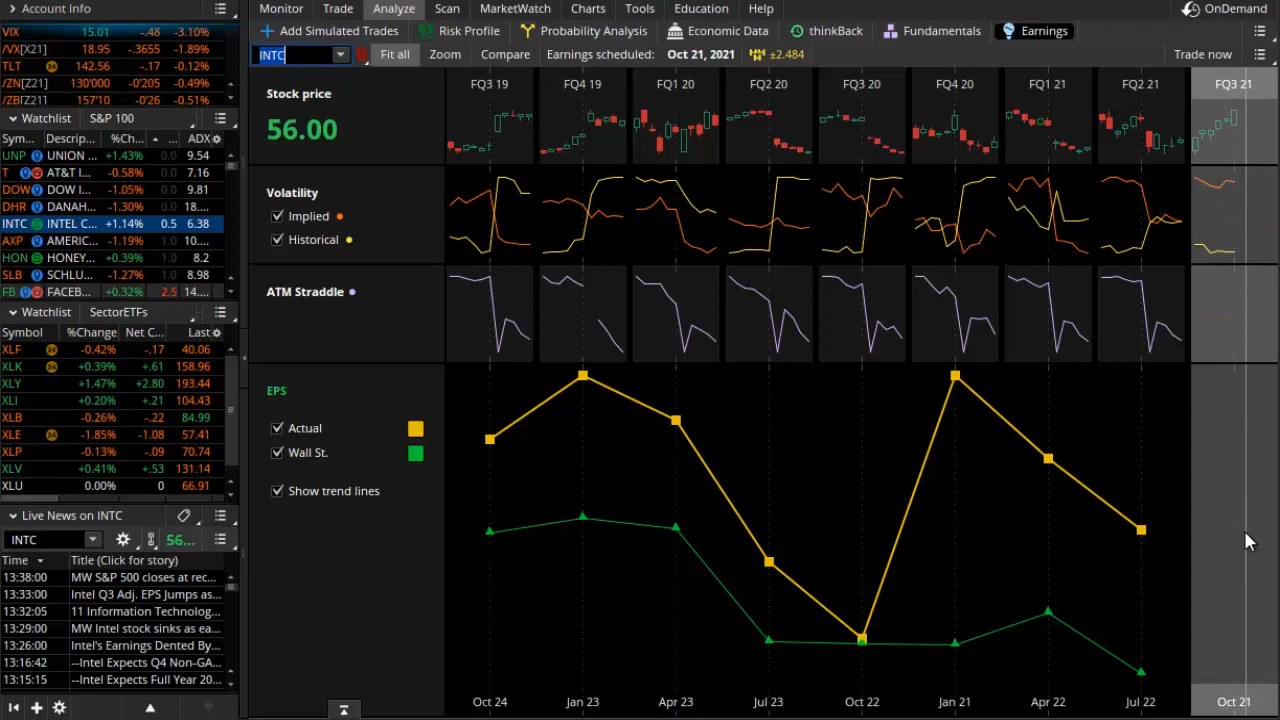 Account Info
VIX 15.01 -.48 -3.10%
/VX[X21] 18.95 -.3655 -1.89%
TLT 142.56 -.17 -0.12%
/ZN[Z21] 130'000 -0'205 -0.49%
/ZB[Z21] 157'10 -0'26 -0.51%
Watchlist S&P 100
Sym... Descrip... %Ch... ... ADX
UNP UNION ... +1.43% 0.0 9.54
T AT&T I... -0.58% 0.0 7.16
DOW DOW I... -1.05% 0.0 9.81
DHR DANAH... -1.30% 0.0 18....
INTC INTEL C... +1.14% 0.5 6.38
AXP AMERIC... -1.19% 1.0 10....
HON HONEY... +0.39% 1.0 8.2
SLB SCHLU... -1.27% 1.0 8.98
FB FACEB... +0.32% 2.5 14....
Watchlist SectorETFs
Symbol %Change Net C... Last
XLF -0.42% -.17 40.06
XLK +0.39% +.61 158.96
XLY +1.47% +2.80 193.44
XLI +0.20% +.21 104.43
XLB -0.26% -.22 84.99
XLE -1.85% -1.08 57.41
XLP -0.13% -.09 70.74
XLV +0.41% +.53 131.14
XLU 0.00% 0 66.91
Live News on INTC
INTC 56...
Time Title (Click for story)
13:38:00 MW S&P 500 closes at rec...
13:33:00 Intel Q3 Adj. EPS Jumps as...
13:32:05 11 Information Technolog...
13:29:00 MW Intel stock sinks as ea...
13:26:00 Intel's Earnings Dented By...
13:16:42 --Intel Expects Q4 Non-GA...
13:15:15 --Intel Expects Full Year 20...
Monitor Trade Analyze Scan MarketWatch Charts Tools Education Help OnDemand
Add Simulated Trades Risk Profile Probability Analysis Economic Data thinkBack Fundamentals Earnings
INTC Fit all Zoom Compare Earnings scheduled: Oct 21, 2021 ±2.484 Trade now
FQ3 19 FQ4 19 FQ1 20 FQ2 20 FQ3 20 FQ4 20 FQ1 21 FQ2 21 FQ3 21
Stock price
56.00
Volatility
Implied
Historical
ATM Straddle
EPS
Actual
Wall St.
Show trend lines
Oct 24 Jan 23 Apr 23 Jul 23 Oct 22 Jan 21 Apr 22 Jul 22 Oct 21